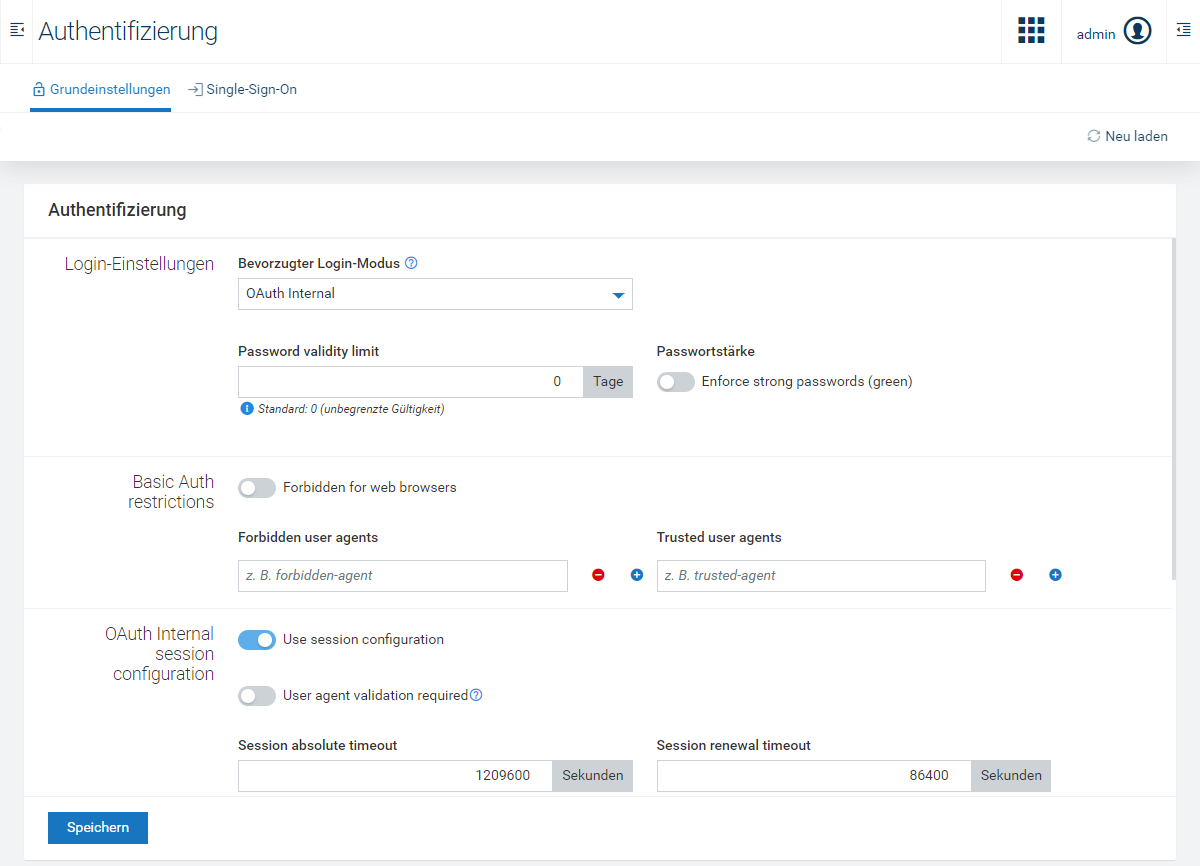 Authentifizierung
admin
Grundeinstellungen
Single-Sign-On
Neu laden
Authentifizierung
Login-Einstellungen
Bevorzugter Login-Modus
OAuth Internal
Password validity limit
Passwortstärke
0
Tage
Enforce strong passwords (green)
Standard: 0 (unbegrenzte Gültigkeit)
Basic Auth
restrictions
Forbidden for web browsers
Forbidden user agents
Trusted user agents
z. B. forbidden-agent
z. B. trusted-agent
OAuth Internal
session
configuration
Use session configuration
User agent validation required
Session absolute timeout
Session renewal timeout
1209600
Sekunden
86400
Sekunden
Speichern